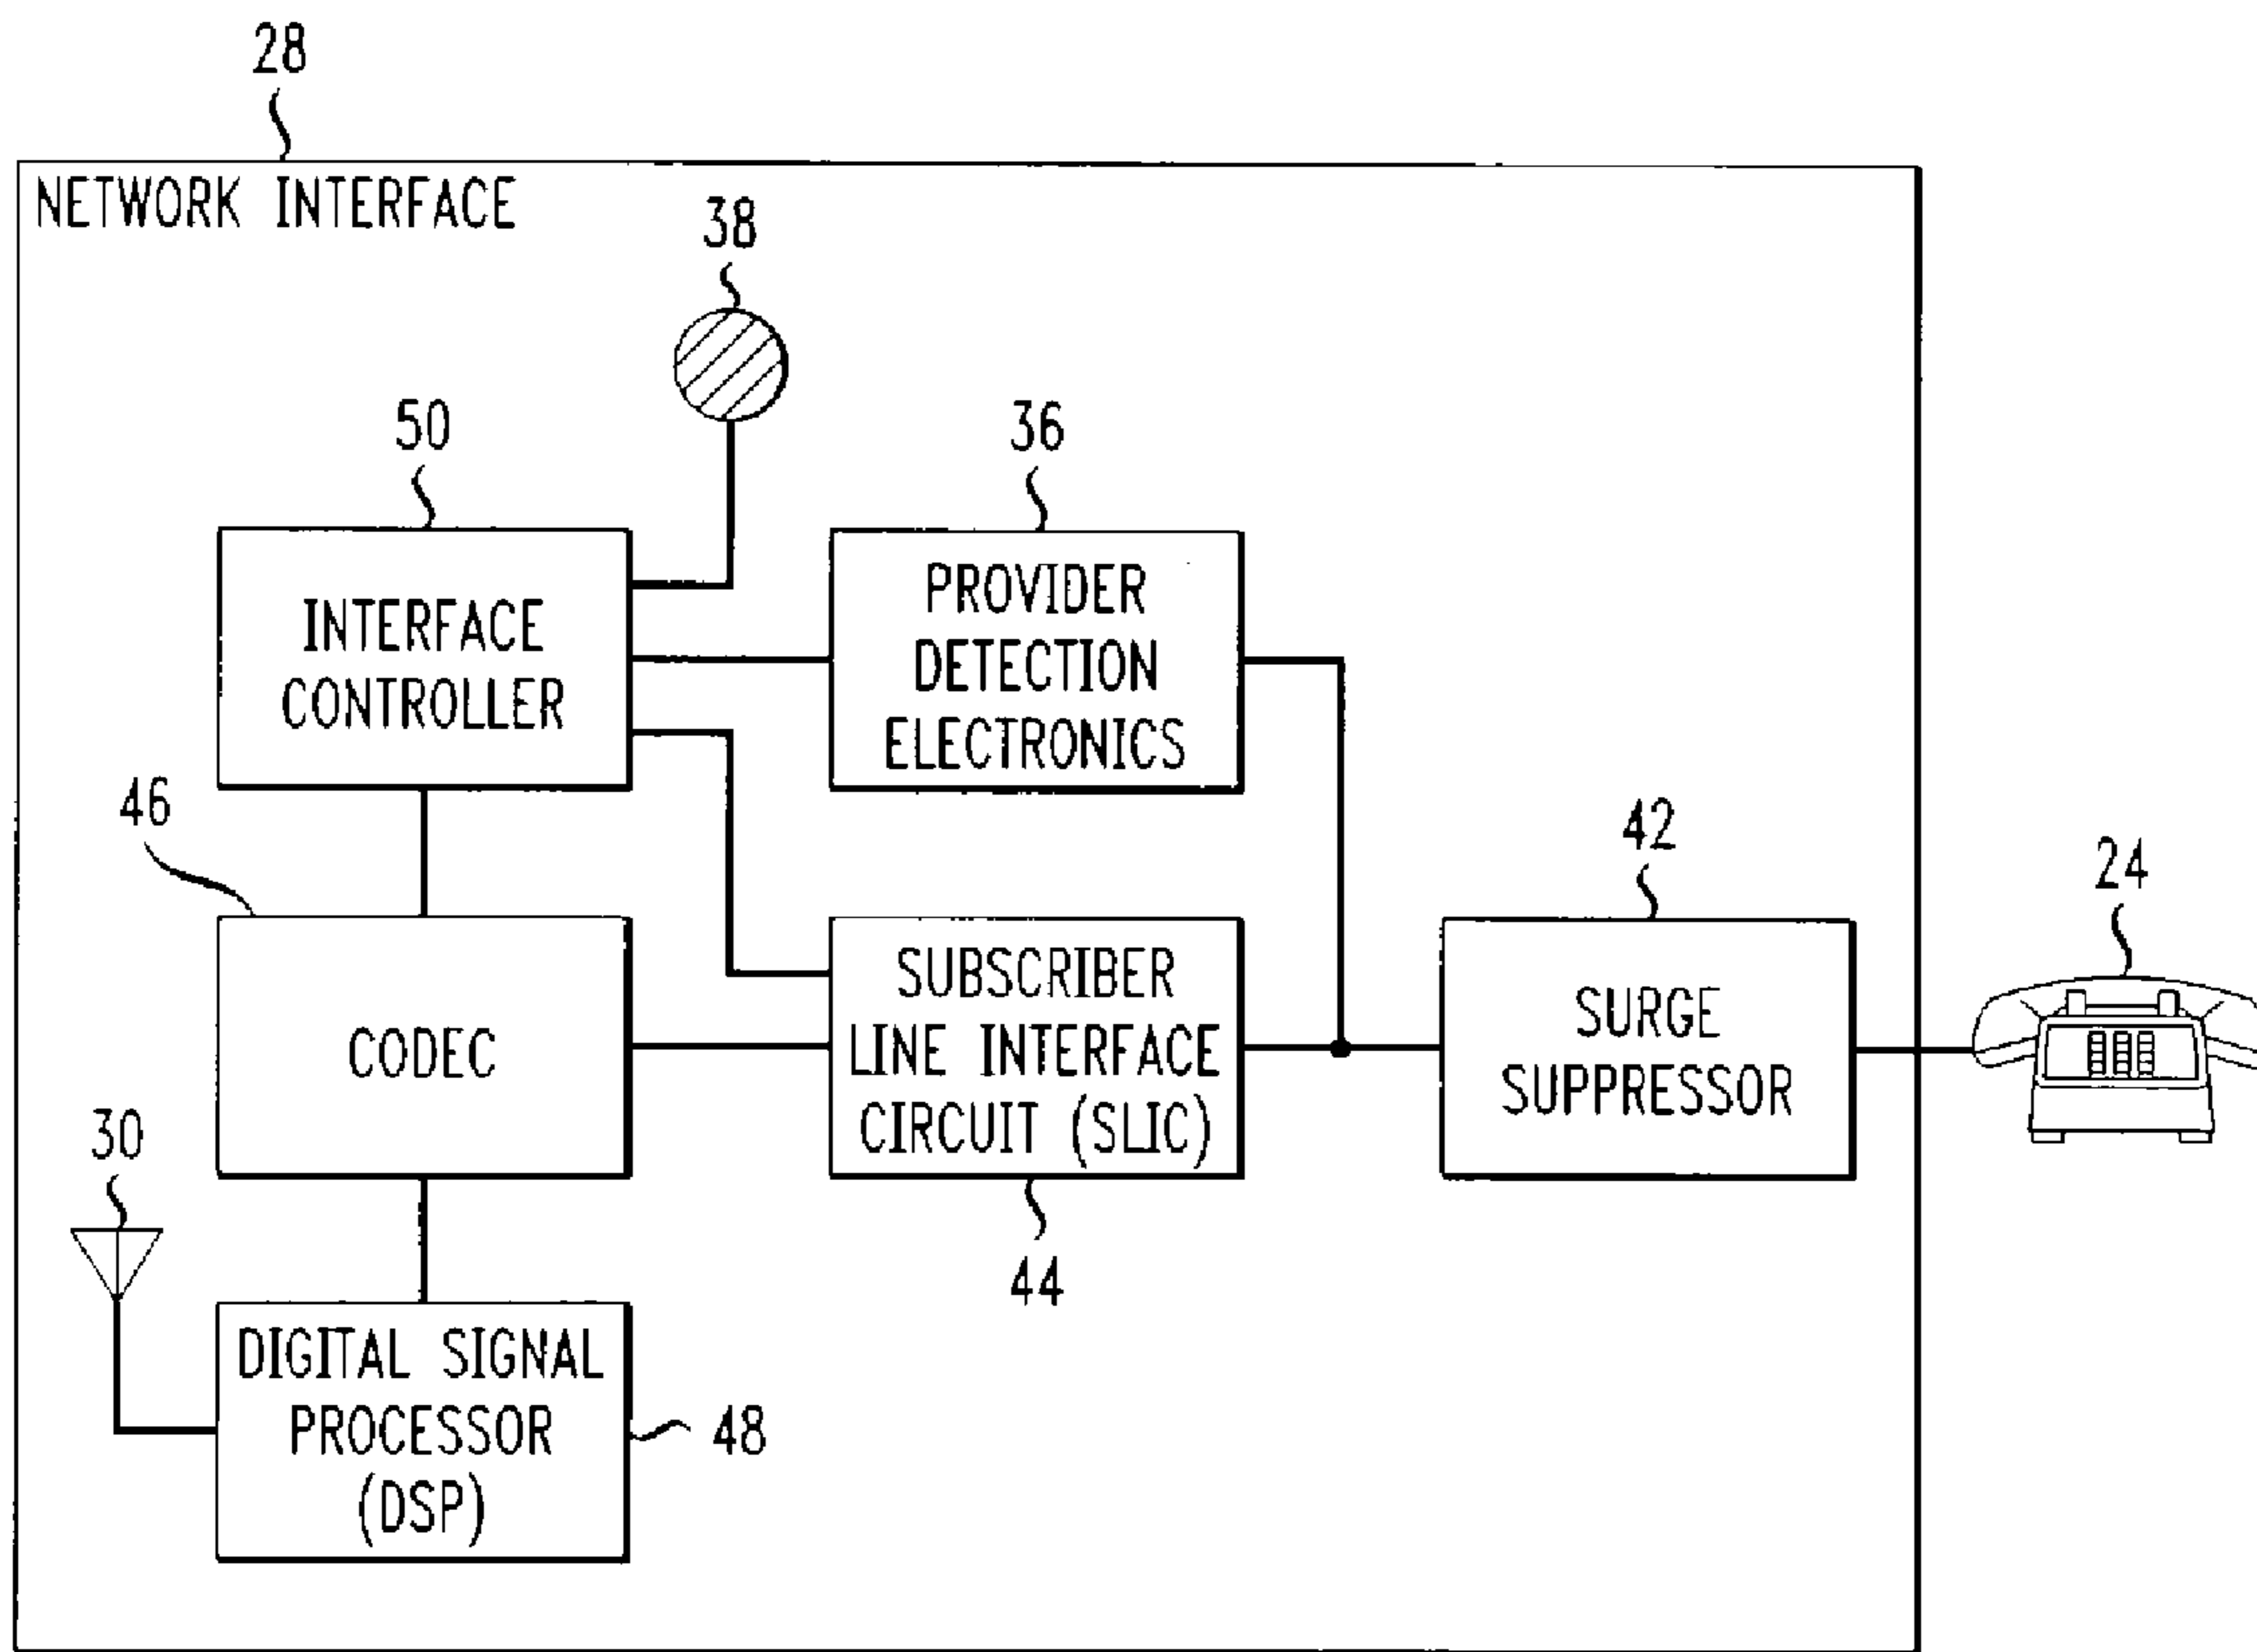 28
NETWORK INTERFACE
38
50
36
INTERFACE
CONTROLLER
PROVIDER
DETECTION
ELECTRONICS
46
42
24
CODEC
SUBSCRIBER
LINE INTERFACE
CIRCUIT (SLIC)
SURGE
SUPPRESSOR
30
44
DIGITAL SIGNAL
PROCESSOR
(DSP)
48